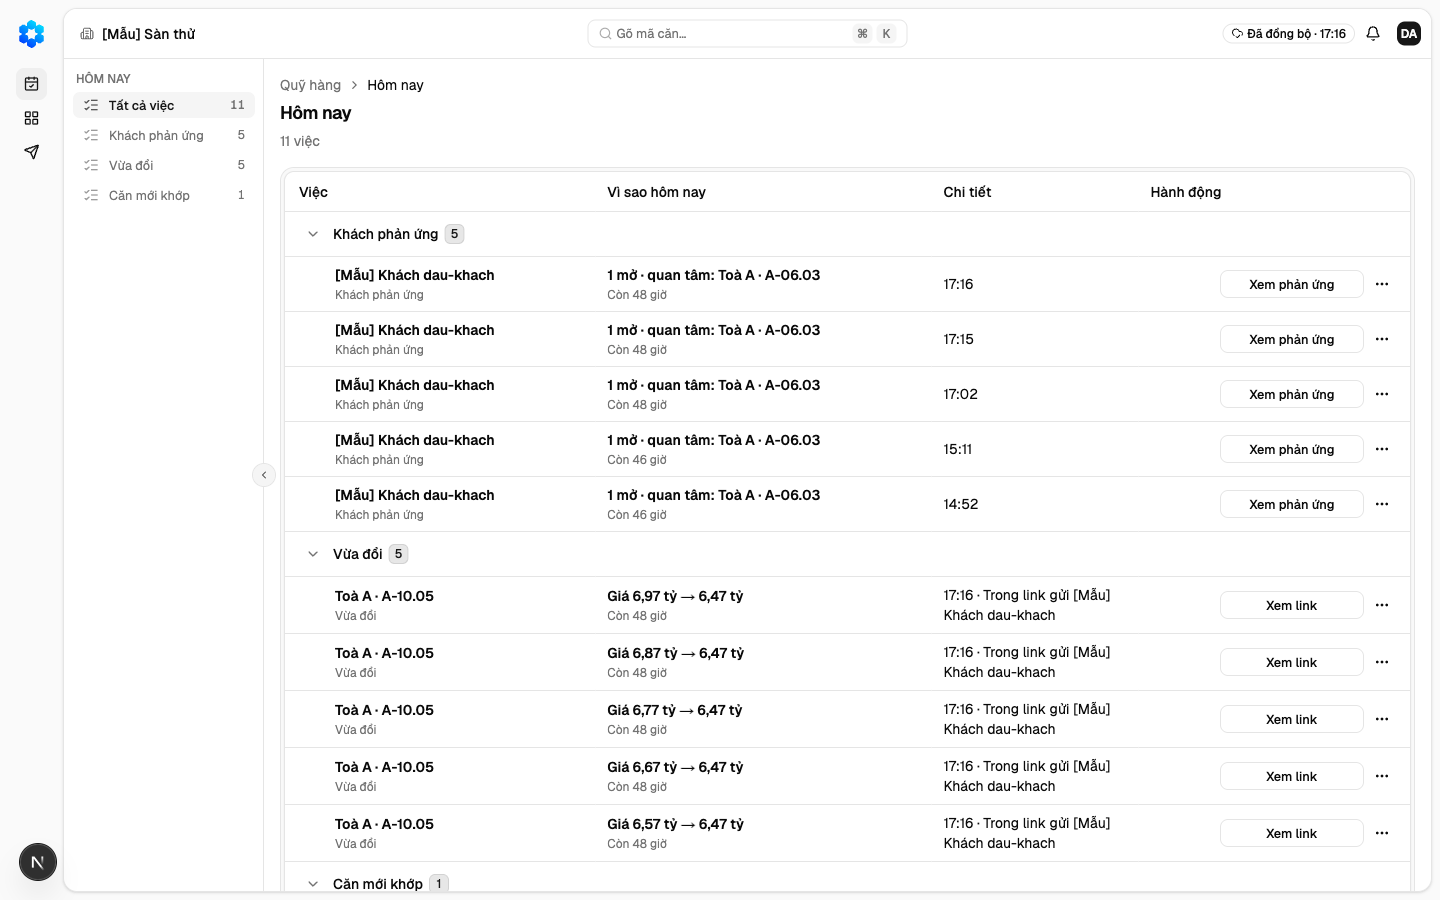 [Mẫu] Sàn thử
Gõ mã căn...
⌘ K
Đã đồng bộ · 17:16
DA
HÔM NAY
Tất cả việc 11
Khách phản ứng 5
Vừa đổi 5
Căn mới khớp 1
Quỹ hàng > Hôm nay
Hôm nay
11 việc
Việc Vì sao hôm nay Chi tiết Hành động
Khách phản ứng 5
[Mẫu] Khách dau-khach 1 mở · quan tâm: Toà A · A-06.03 17:16 Xem phản ứng
Khách phản ứng Còn 48 giờ
[Mẫu] Khách dau-khach 1 mở · quan tâm: Toà A · A-06.03 17:15 Xem phản ứng
Khách phản ứng Còn 48 giờ
[Mẫu] Khách dau-khach 1 mở · quan tâm: Toà A · A-06.03 17:02 Xem phản ứng
Khách phản ứng Còn 48 giờ
[Mẫu] Khách dau-khach 1 mở · quan tâm: Toà A · A-06.03 15:11 Xem phản ứng
Khách phản ứng Còn 46 giờ
[Mẫu] Khách dau-khach 1 mở · quan tâm: Toà A · A-06.03 14:52 Xem phản ứng
Khách phản ứng Còn 46 giờ
Vừa đổi 5
Toà A · A-10.05 Giá 6,97 tỷ → 6,47 tỷ 17:16 · Trong link gửi [Mẫu] Xem link
Vừa đổi Còn 48 giờ Khách dau-khach
Toà A · A-10.05 Giá 6,87 tỷ → 6,47 tỷ 17:16 · Trong link gửi [Mẫu] Xem link
Vừa đổi Còn 48 giờ Khách dau-khach
Toà A · A-10.05 Giá 6,77 tỷ → 6,47 tỷ 17:16 · Trong link gửi [Mẫu] Xem link
Vừa đổi Còn 48 giờ Khách dau-khach
Toà A · A-10.05 Giá 6,67 tỷ → 6,47 tỷ 17:16 · Trong link gửi [Mẫu] Xem link
Vừa đổi Còn 48 giờ Khách dau-khach
Toà A · A-10.05 Giá 6,57 tỷ → 6,47 tỷ 17:16 · Trong link gửi [Mẫu] Xem link
Vừa đổi Còn 48 giờ Khách dau-khach
Căn mới khớp 1
N